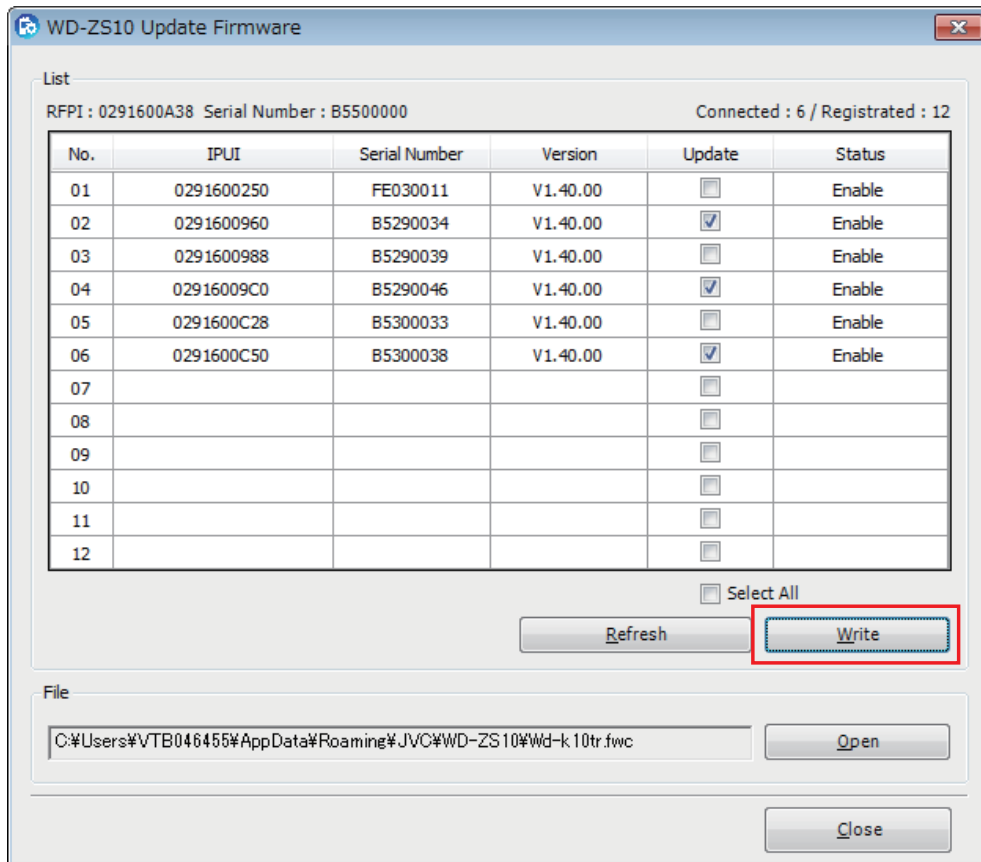 WD-ZS10 Update Firmware
List
RFPI : 0291600A38 Serial Number : B5500000 Connected : 6 / Registrated : 12
No. IPUI Serial Number Version Update Status
01 0291600250 FE030011 V1.40.00 Enable
02 0291600960 B5290034 V1.40.00 Enable
03 0291600988 B5290039 V1.40.00 Enable
04 02916009C0 B5290046 V1.40.00 Enable
05 0291600C28 B5300033 V1.40.00 Enable
06 0291600C50 B5300038 V1.40.00 Enable
07
08
09
10
11
12
Select All
Refresh Write
File
C:¥Users¥VTB046455¥AppData¥Roaming¥JVC¥WD-ZS10¥Wd-k10tr.fwc Open
Close